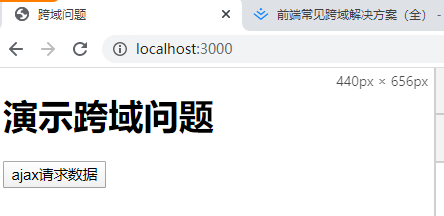 跨域问题
前端常见跨域解决方案（全） -
localhost:3000
440px × 656px
演示跨域问题
ajax请求数据